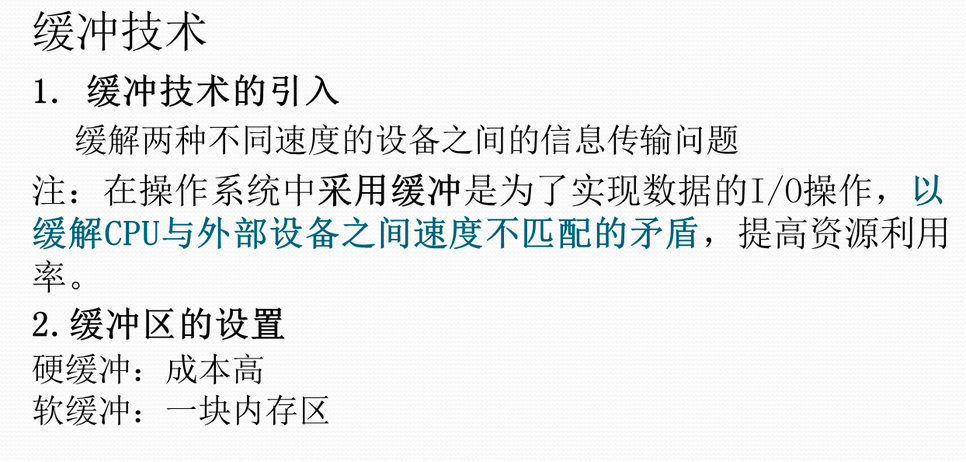 缓冲技术
1. 缓冲技术的引入
缓解两种不同速度的设备之间的信息传输问题
注：在操作系统中采用缓冲是为了实现数据的I/O操作，以
缓解CPU与外部设备之间速度不匹配的矛盾，提高资源利用
率。
2.缓冲区的设置
硬缓冲：成本高
软缓冲：一块内存区